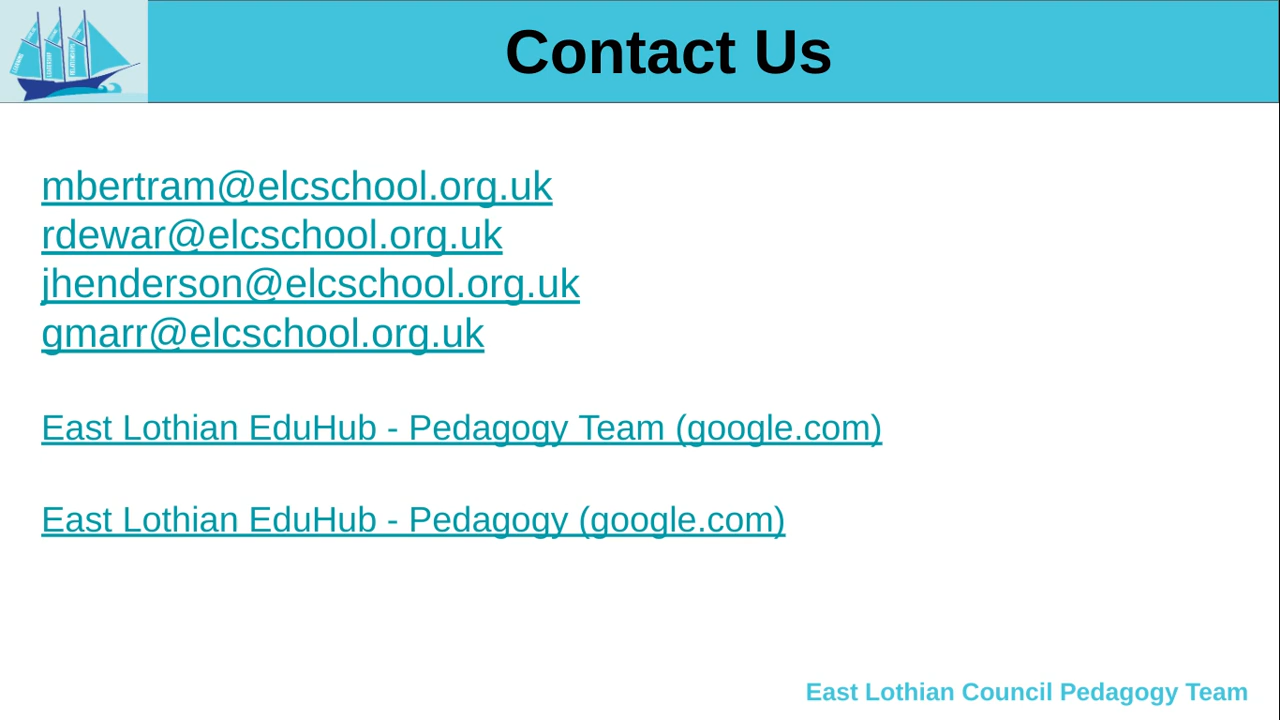 Contact Us
mbertram@elcschool.org.uk
rdewar@elcschool.org.uk
jhenderson@elcschool.org.uk
gmarr@elcschool.org.uk
East Lothian EduHub - Pedagogy Team (google.com)
East Lothian EduHub - Pedagogy (google.com)
East Lothian Council Pedagogy Team